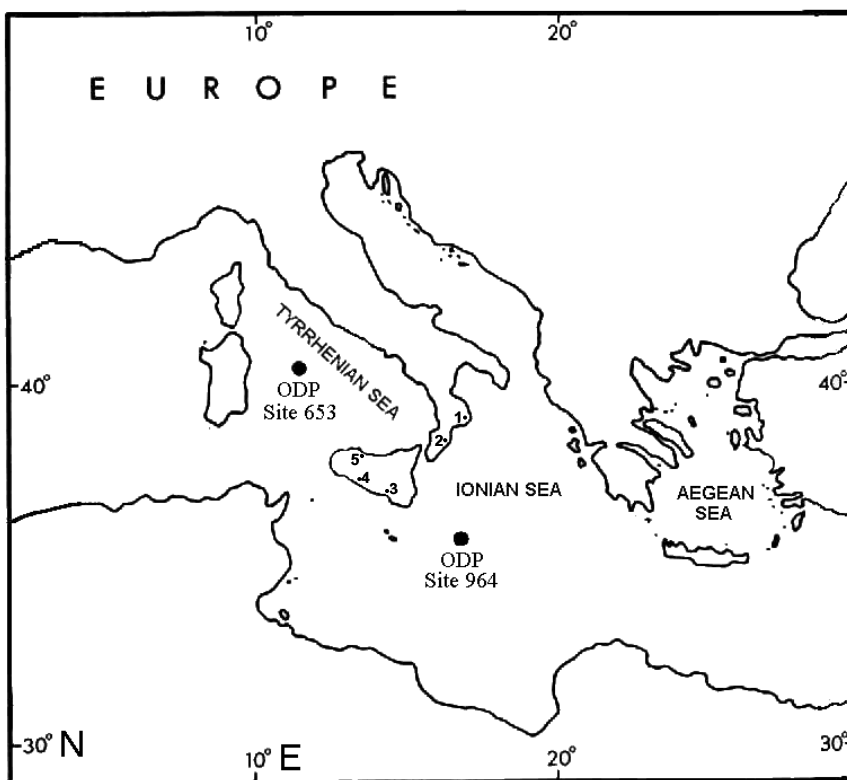 10° 20°
E U R O P E
TYRRHENIAN SEA
40° 40°
ODP
Site 653
1
2
5
4
3
IONIAN SEA
AEGEAN
SEA
ODP
Site 964
30° N 30°
10° E 20°